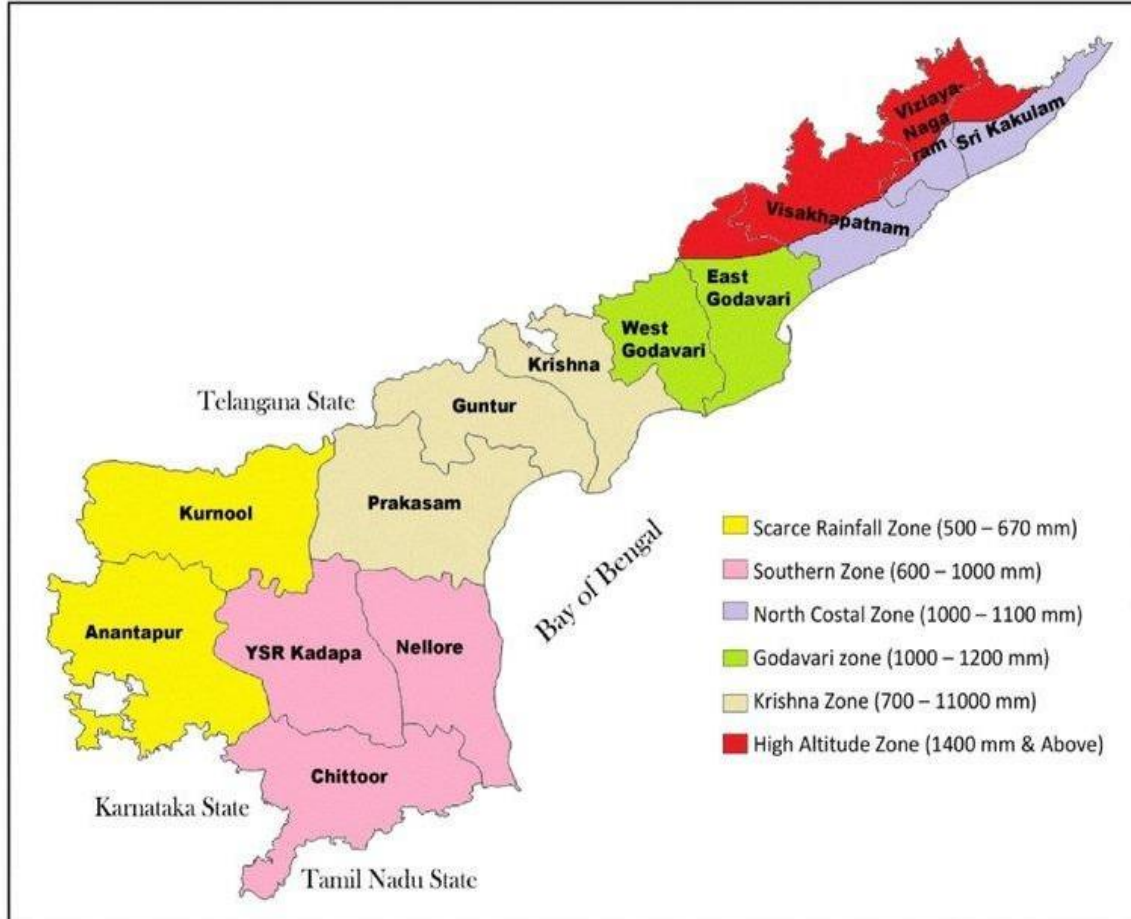 Viziaya-
Naga
ram
Sri Kakulam
Visakhapatnam
East
Godavari
West
Godavari
Krishna
Telangana State
Guntur
Kurnool
Prakasam
Bay of Bengal
Anantapur
YSR Kadapa
Nellore
Chittoor
Karnataka State
Tamil Nadu State
Scarce Rainfall Zone (500 – 670 mm)
Southern Zone (600 – 1000 mm)
North Costal Zone (1000 – 1100 mm)
Godavari zone (1000 – 1200 mm)
Krishna Zone (700 – 11000 mm)
High Altitude Zone (1400 mm & Above)